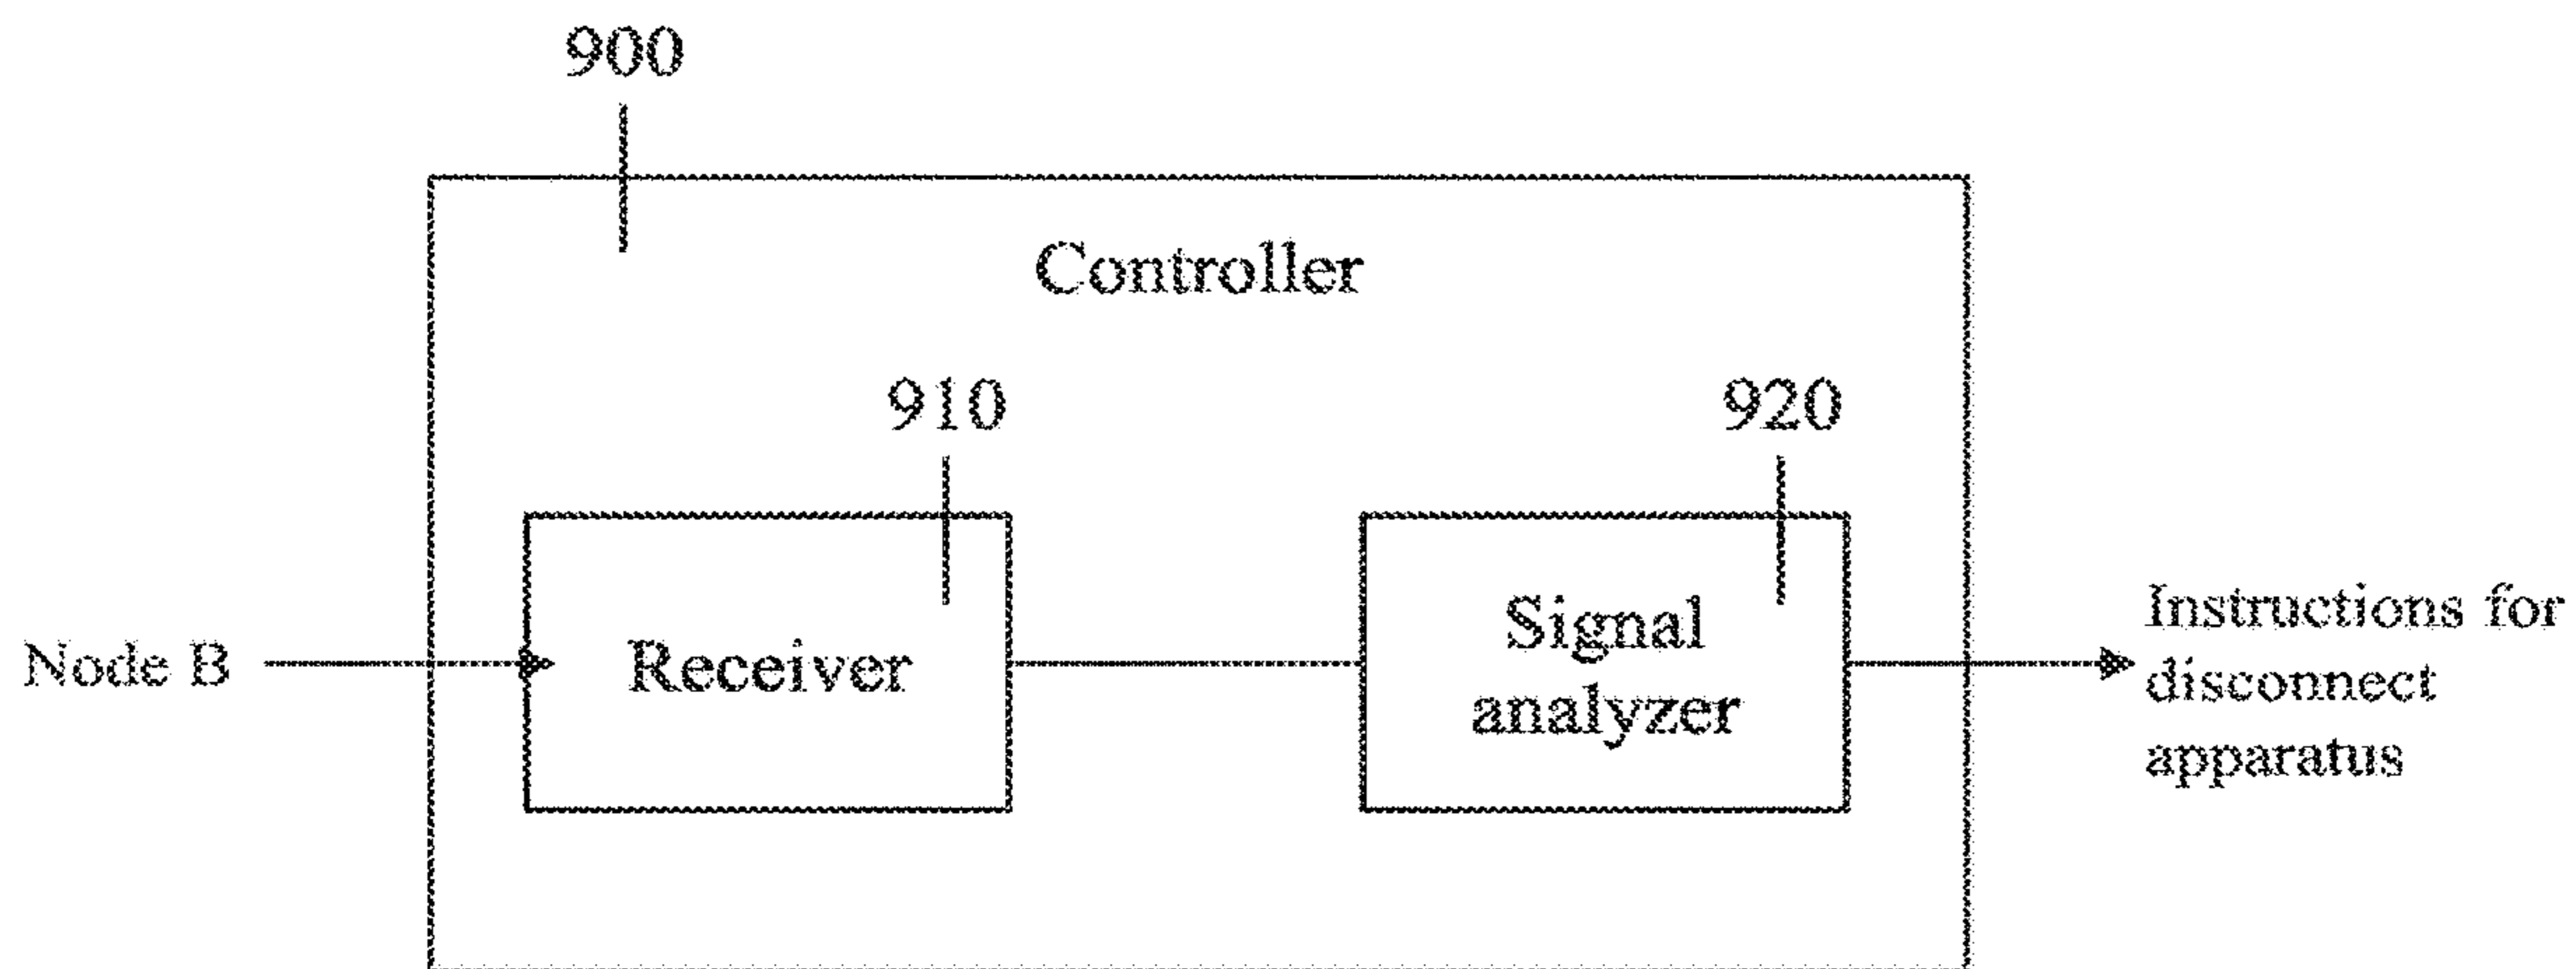 900
Controller
910
920
Node B
Receiver
Signal
analyzer
Instructions for
disconnect
apparatus